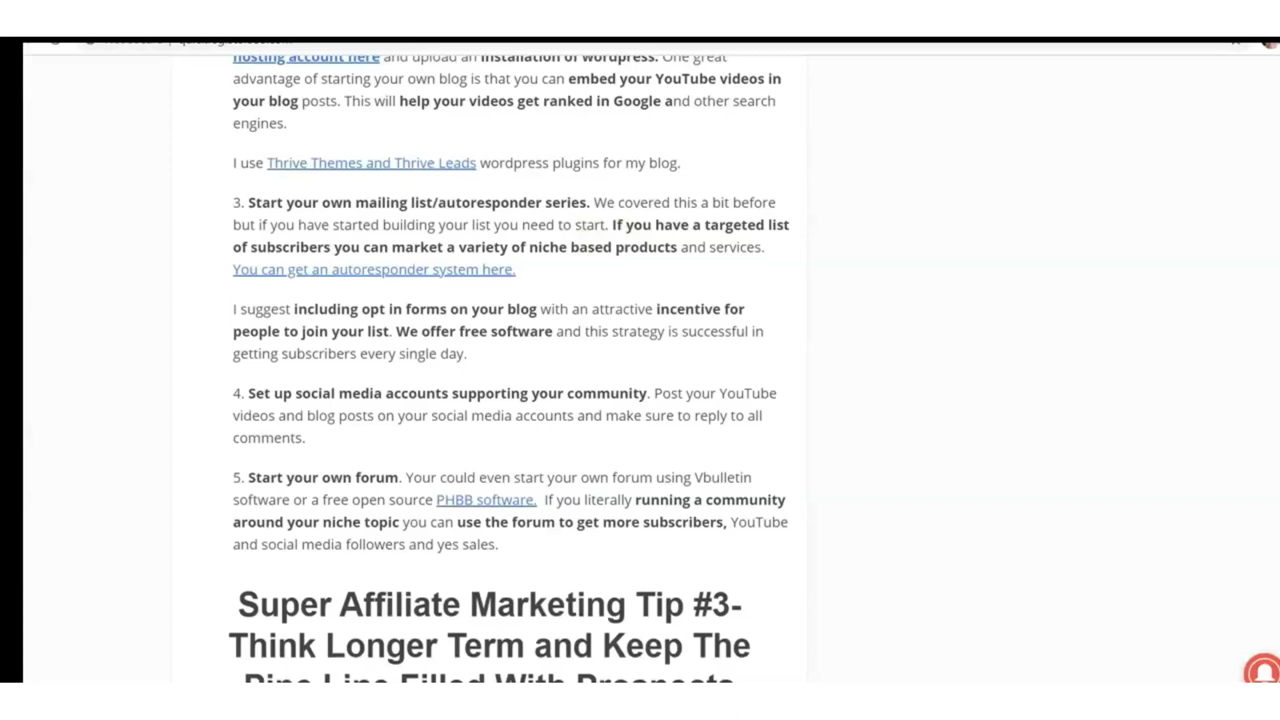 hosting account here and upload an installation of wordpress. One great
advantage of starting your own blog is that you can embed your YouTube videos in
your blog posts. This will help your videos get ranked in Google and other search
engines.
I use Thrive Themes and Thrive Leads wordpress plugins for my blog.
3. Start your own mailing list/autoresponder series. We covered this a bit before
but if you have started building your list you need to start. If you have a targeted list
of subscribers you can market a variety of niche based products and services.
You can get an autoresponder system here.
I suggest including opt in forms on your blog with an attractive incentive for
people to join your list. We offer free software and this strategy is successful in
getting subscribers every single day.
4. Set up social media accounts supporting your community. Post your YouTube
videos and blog posts on your social media accounts and make sure to reply to all
comments.
5. Start your own forum. Your could even start your own forum using Vbulletin
software or a free open source PHBB software. If you literally running a community
around your niche topic you can use the forum to get more subscribers, YouTube
and social media followers and yes sales.
Super Affiliate Marketing Tip #3-
Think Longer Term and Keep The
Pipe Line Filled With Prospects